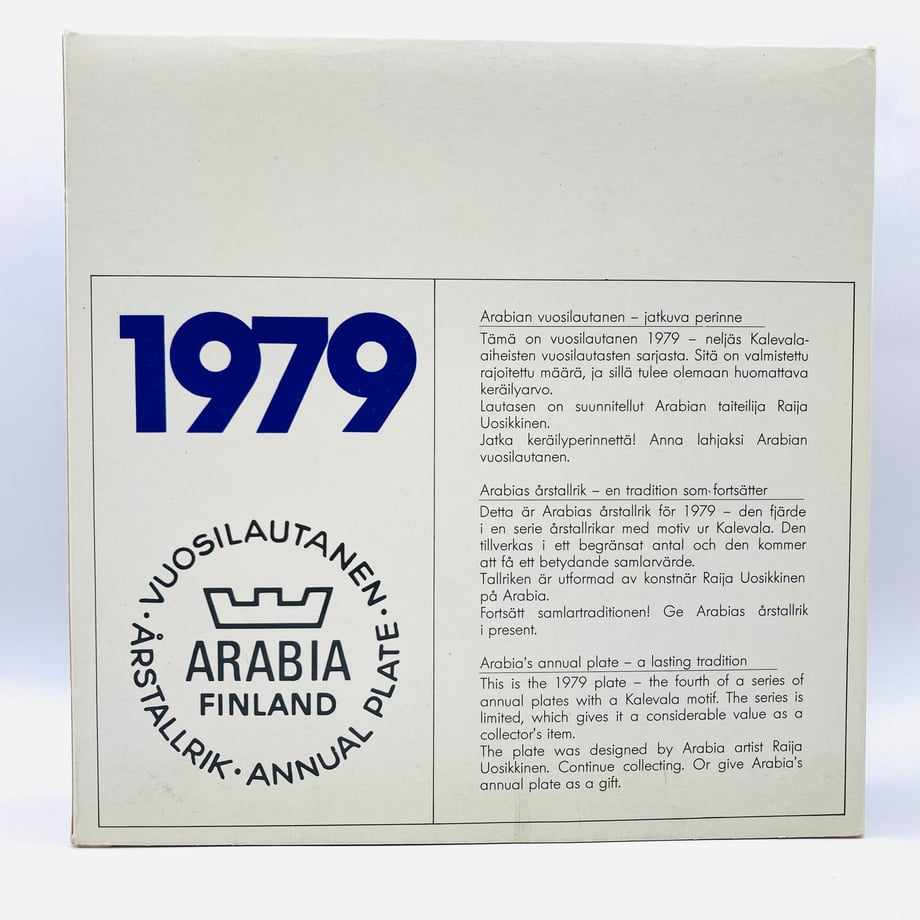 1979
VUOSILAUTANEN · ÅRSTALLRIK · ANNUAL PLATE ·
ARABIA
FINLAND
Arabian vuosilautanen – jatkuva perinne
Tämä on vuosilautanen 1979 – neljäs Kalevala-
aiheisten vuosilautasten sarjasta. Sitä on valmistettu
rajoitettu määrä, ja sillä tulee olemaan huomattava
keräilyarvo.
Lautasen on suunnitellut Arabian taiteilija Raija
Uosikkinen.
Jatka keräilyperinnettä! Anna lahjaksi Arabian
vuosilautanen.
Arabias årstallrik – en tradition som fortsätter
Detta är Arabias årstallrik för 1979 – den fjärde
i en serie årstallrikar med motiv ur Kalevala. Den
tillverkas i ett begränsat antal och den kommer
att få ett betydande samlarvärde.
Tallriken är utformad av konstnär Raija Uosikkinen
på Arabia.
Fortsätt samlartraditionen! Ge Arabias årstallrik
i present.
Arabia's annual plate – a lasting tradition
This is the 1979 plate – the fourth of a series of
annual plates with a Kalevala motif. The series is
limited, which gives it a considerable value as a
collector's item.
The plate was designed by Arabia artist Raija
Uosikkinen. Continue collecting. Or give Arabia's
annual plate as a gift.